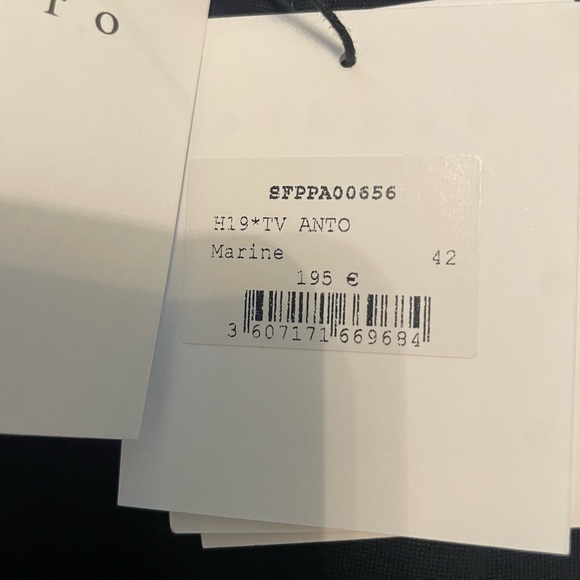 r o
SFPPA00656
H19*TV ANTO
Marine 42
195 €
3 607171 669684